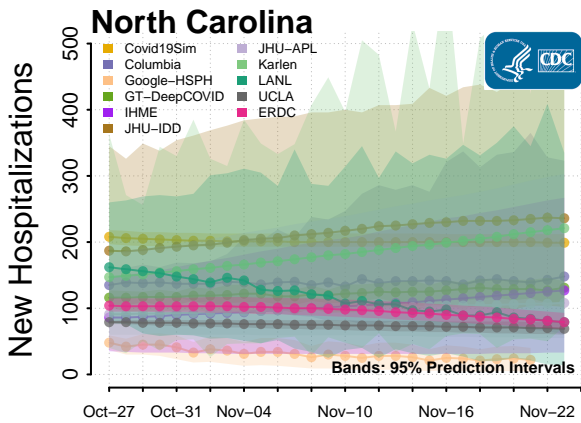 North Carolina
New Hospitalizations
500
400
300
200
100
0
Covid19Sim
Columbia
Google−HSPH
GT−DeepCOVID
IHME
JHU−IDD
JHU−APL
Karlen
LANL
UCLA
ERDC
CDC
Bands: 95% Prediction Intervals
Oct−27 Oct−31 Nov−04 Nov−10 Nov−16 Nov−22